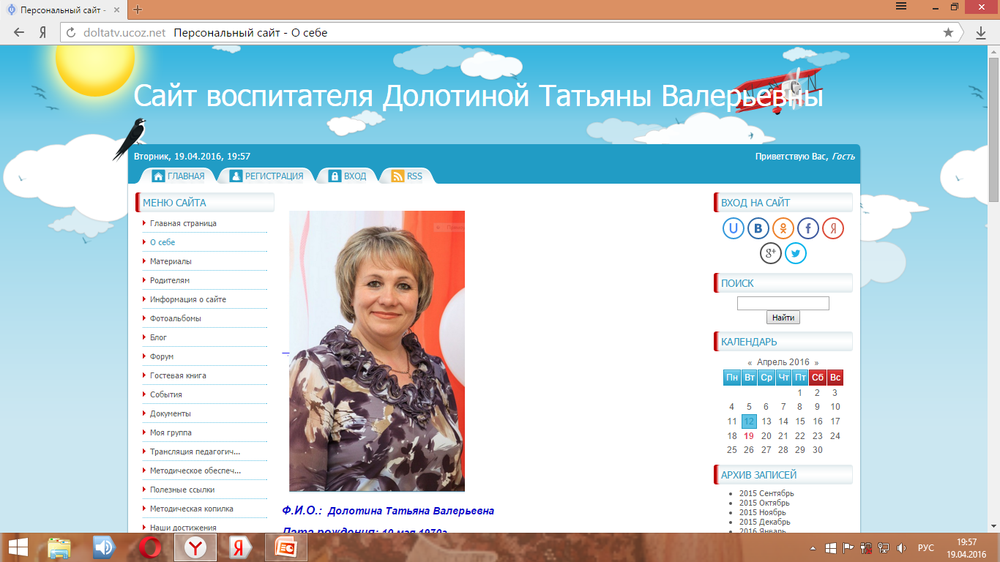 Персональный сайт -
doltatv.ucoz.net Персональный сайт - О себе
Сайт воспитателя Долотиной Татьяны Валерьевны
Вторник, 19.04.2016, 19:57
Приветствую Вас, Гость
ГЛАВНАЯ
РЕГИСТРАЦИЯ
ВХОД
RSS
МЕНЮ САЙТА
Главная страница
О себе
Материалы
Родителям
Информация о сайте
Фотоальбомы
Блог
Форум
Гостевая книга
События
Документы
Моя группа
Трансляция педагогич...
Методическое обеспеч...
Полезные ссылки
Методическая копилка
Наши достижения
Ф.И.О.: Долотина Татьяна Валерьевна
Дата рождения: 10 мая 1970г
ВХОД НА САЙТ
ПОИСК
Найти
КАЛЕНДАРЬ
« Апрель 2016 »
Пн Вт Ср Чт Пт Сб Вс
1 2 3
4 5 6 7 8 9 10
11 12 13 14 15 16 17
18 19 20 21 22 23 24
25 26 27 28 29 30
АРХИВ ЗАПИСЕЙ
2015 Сентябрь
2015 Октябрь
2015 Ноябрь
2015 Декабрь
2016 Январь
РУС
19:57
19.04.2016